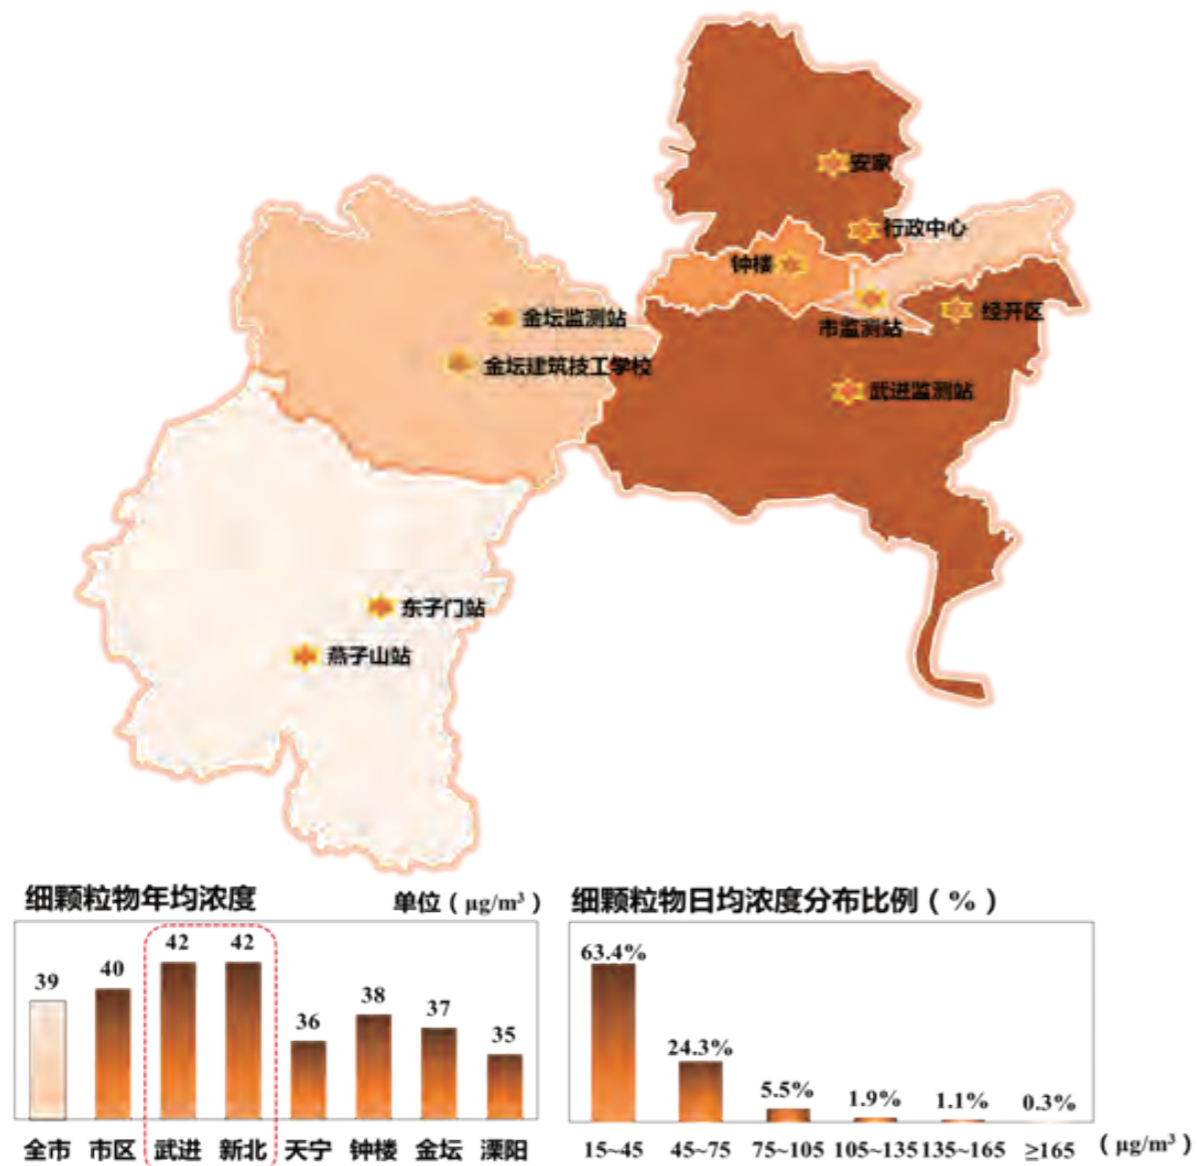 安家
行政中心
钟楼
金坛监测站
市监测站
经开区
金坛建筑技工学校
武进监测站
东子门站
燕子山站
细颗粒物年均浓度
单位（μg/m³）
39
40
42
42
36
38
37
35
全市 市区 武进 新北 天宁 钟楼 金坛 溧阳
细颗粒物日均浓度分布比例（%）
63.4%
24.3%
5.5%
1.9%
1.1%
0.3%
15~45 45~75 75~105 105~135 135~165 ≥165 （μg/m³）